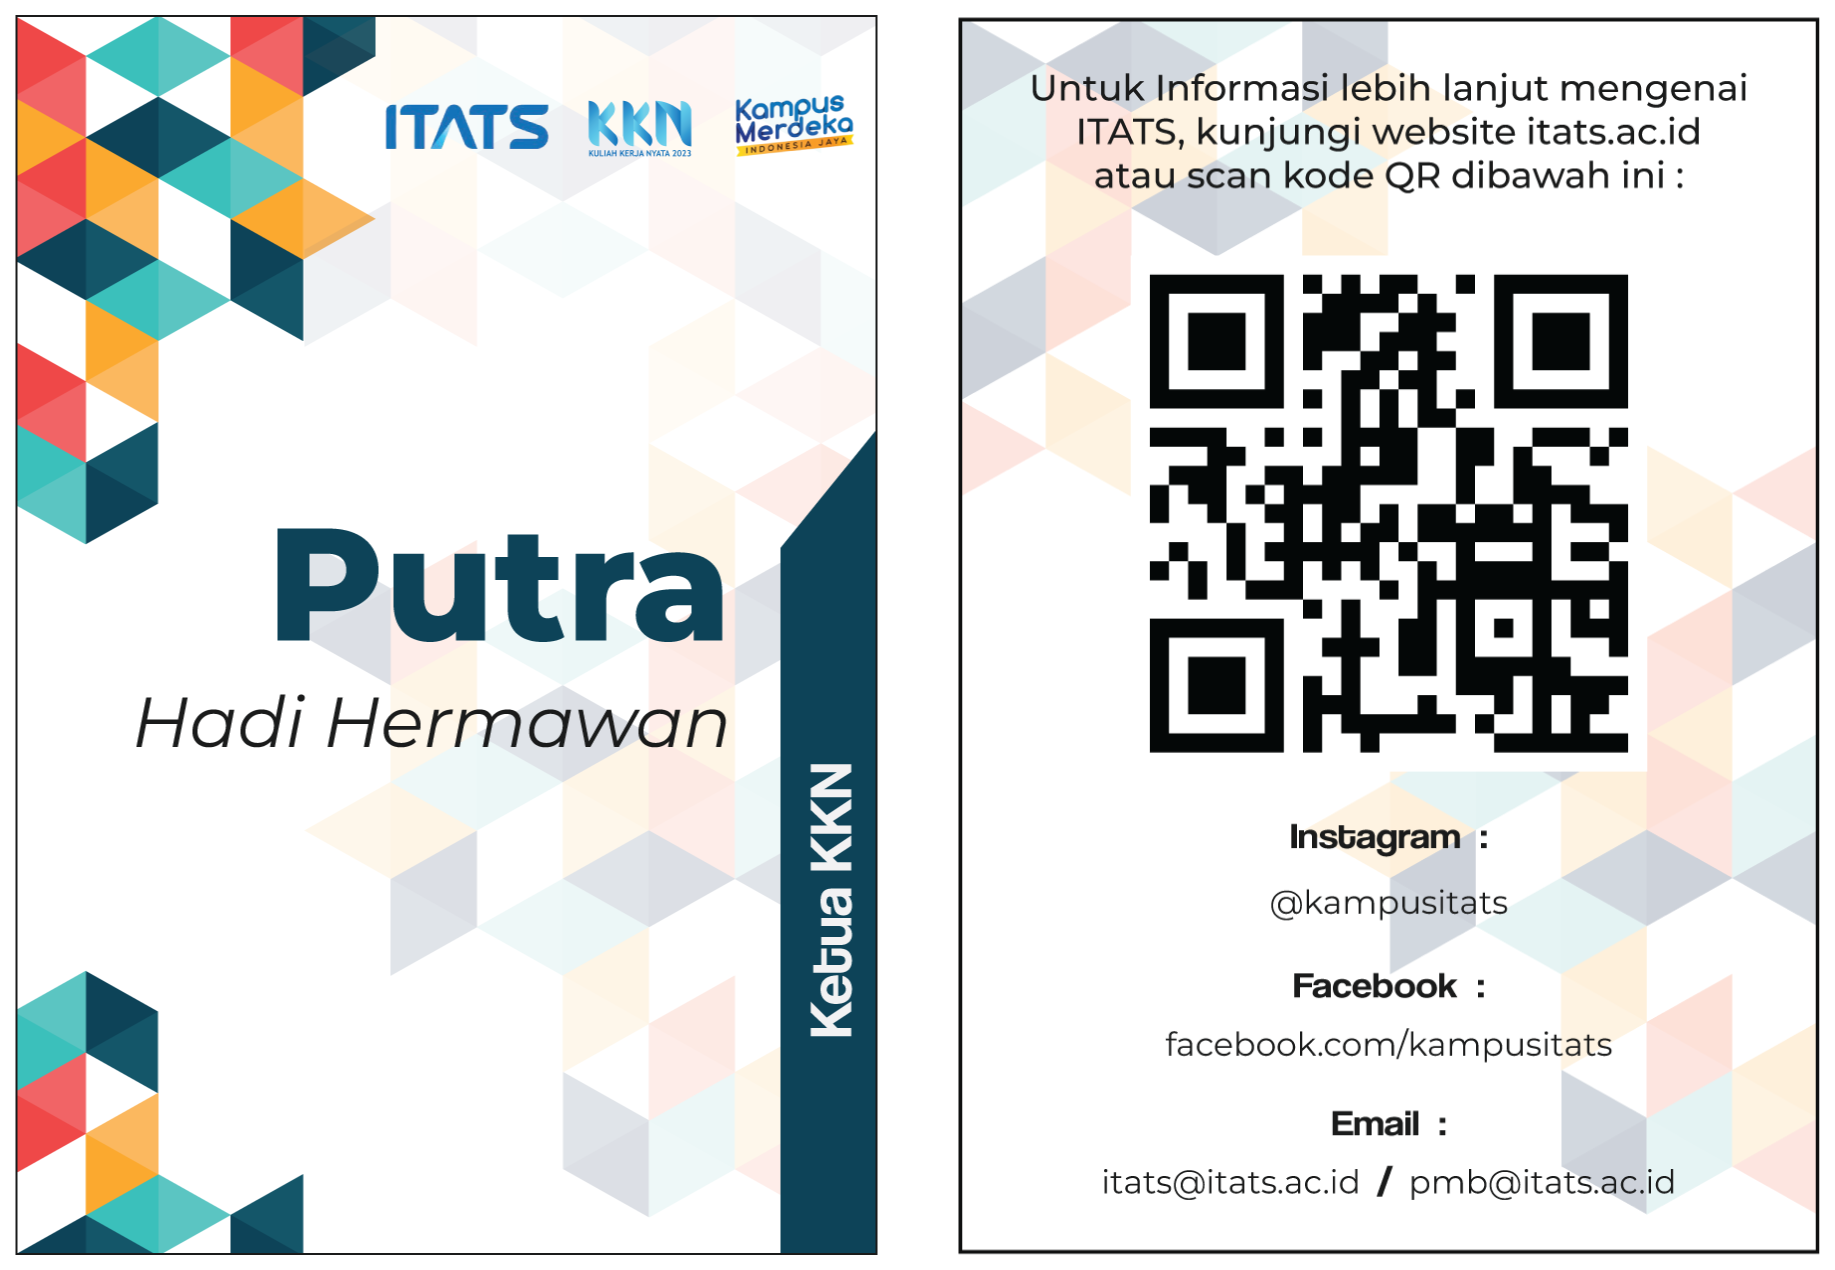 ITATS
KKN
KULIAH KERJA NYATA 2023
Kampus
Merdeka
INDONESIA JAYA
Putra
Hadi Hermawan
Ketua KKN
Untuk Informasi lebih lanjut mengenai
ITATS, kunjungi website itats.ac.id
atau scan kode QR dibawah ini :
Instagram :
@kampusitats
Facebook :
facebook.com/kampusitats
Email :
itats@itats.ac.id / pmb@itats.ac.id